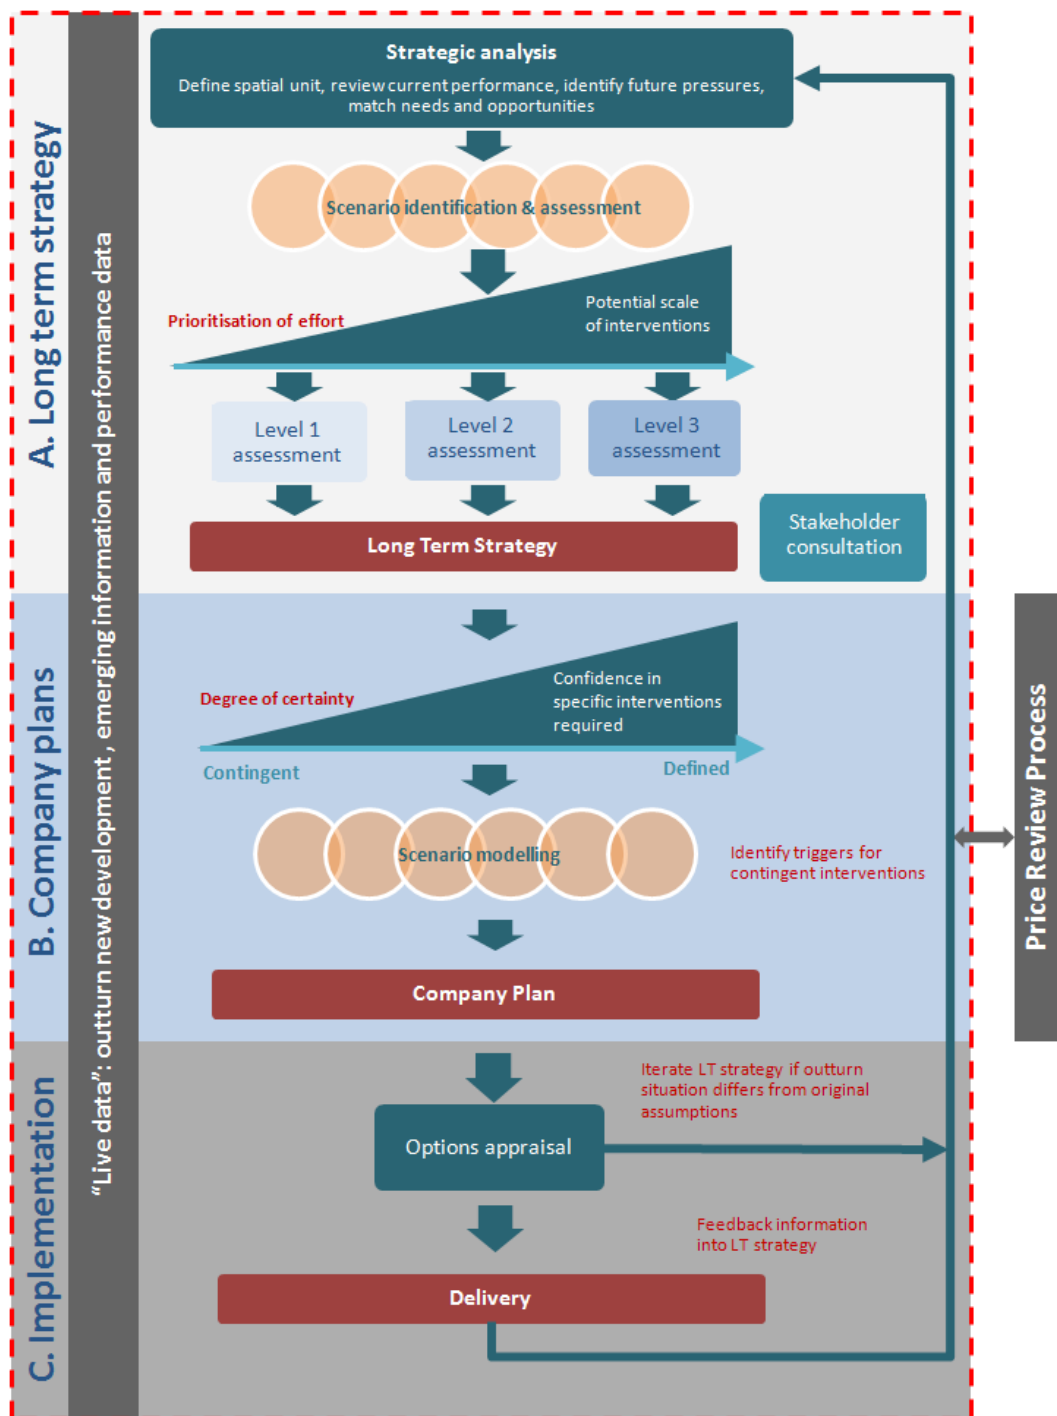 Strategic analysis
Define spatial unit, review current performance, identify future pressures,
match needs and opportunities
Scenario identification & assessment
Prioritisation of effort
Potential scale
of interventions
Level 1
assessment
Level 2
assessment
Level 3
assessment
Long Term Strategy
Stakeholder
consultation
A. Long term strategy
"Live data": outturn new development , emerging information and performance data
Degree of certainty
Confidence in
specific interventions
required
Contingent
Defined
Scenario modelling
Identify triggers for
contingent interventions
Company Plan
B. Company plans
Price Review Process
Iterate LT strategy if outturn
situation differs from original
assumptions
Options appraisal
Feedback information
into LT strategy
Delivery
C. Implementation